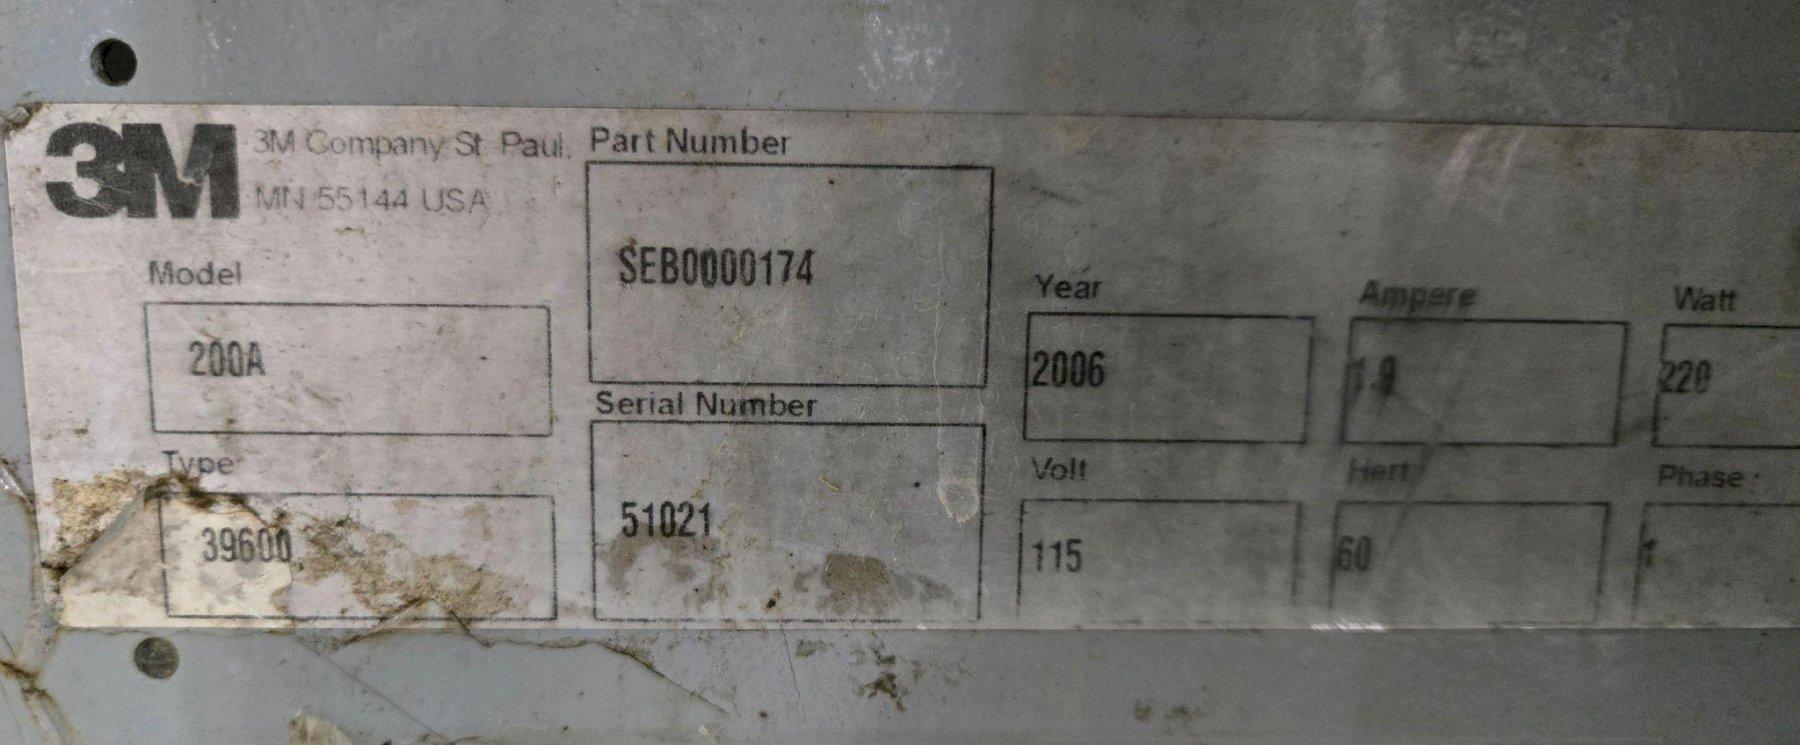 3M
3M Company St. Paul,
MN 55144 USA
Part Number
SEB0000174
Model
200A
Serial Number
51021
Type
39600
Year
2006
Ampere
Watt
220
Volt
115
Hert
60
Phase :
1